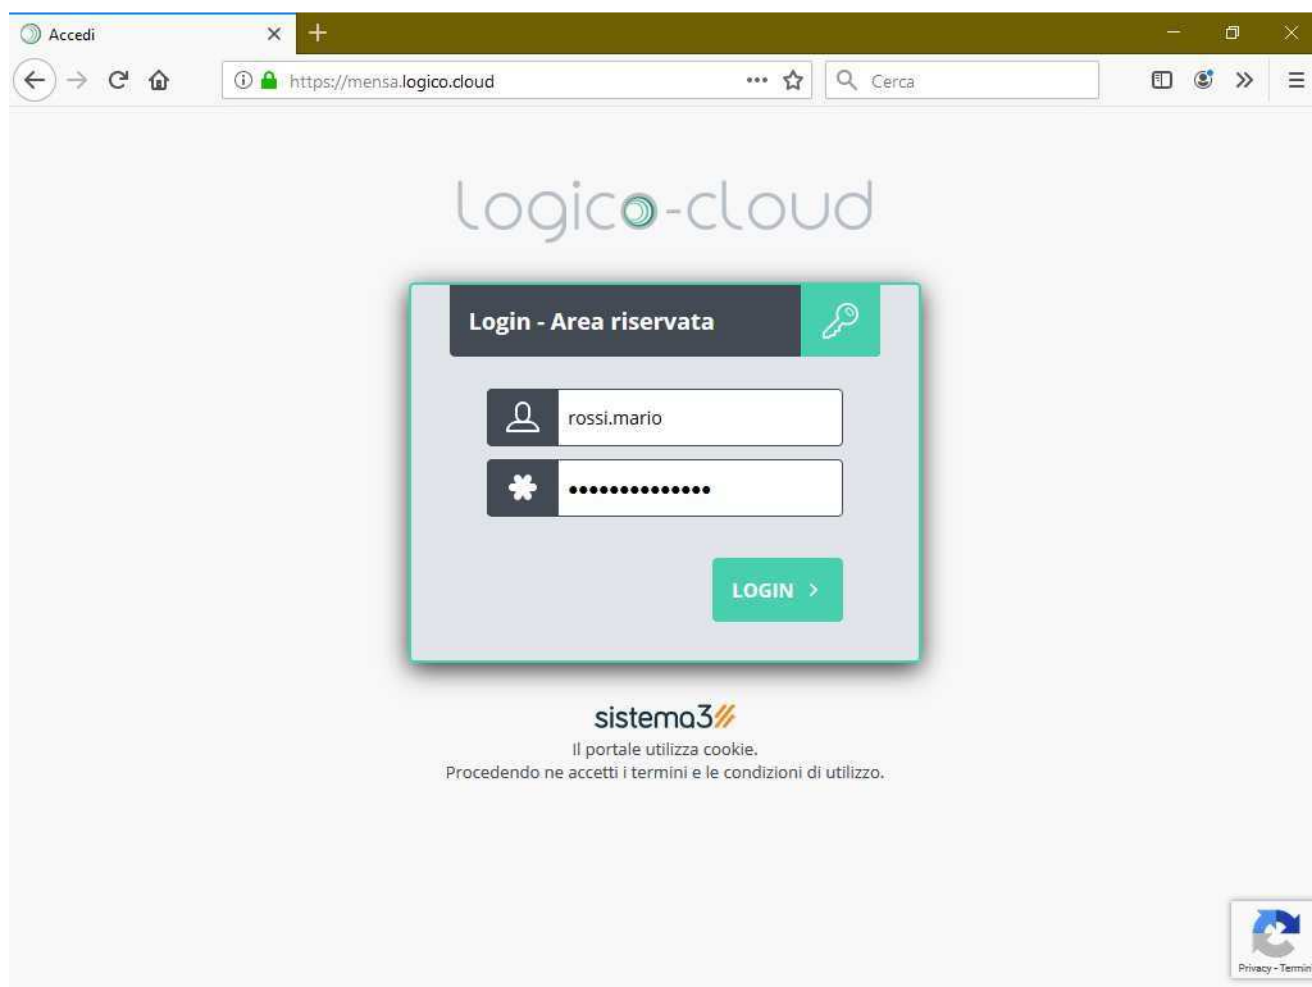 Accedi
https://mensa.logico.cloud
Cerca
logico-cloud
Login - Area riservata
rossi.mario
••••••••••••••
LOGIN
sistema3
Il portale utilizza cookie.
Procedendo ne accetti i termini e le condizioni di utilizzo.
Privacy - Termini